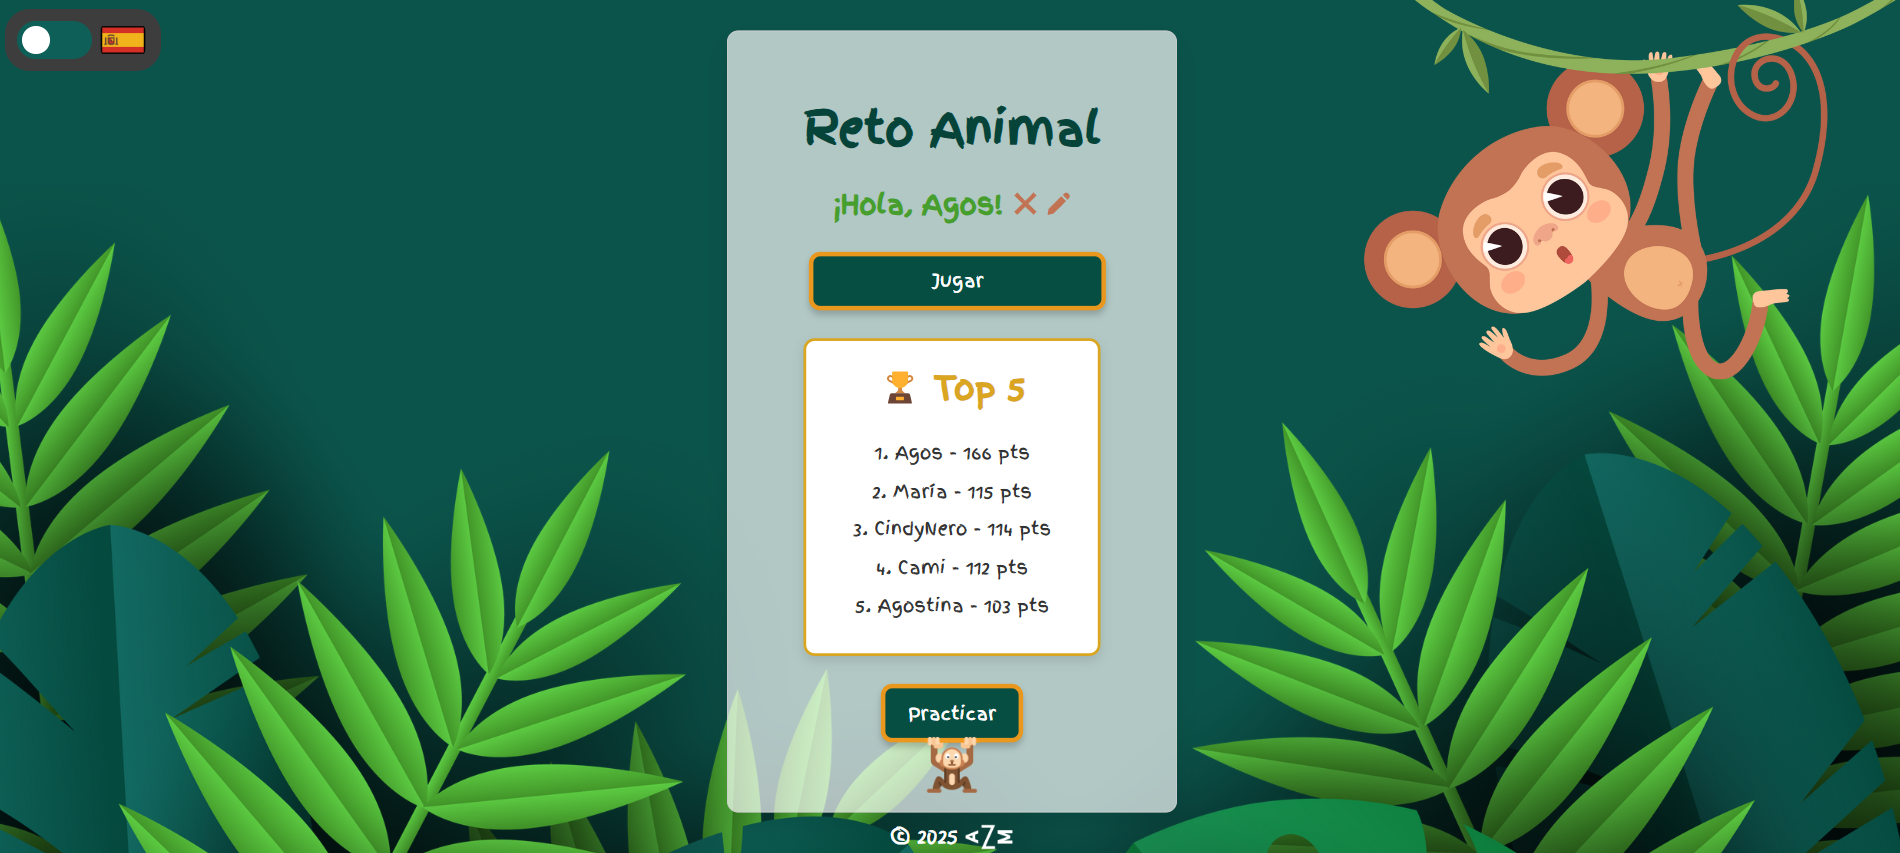 Reto Animal
¡Hola, Agos!
Jugar
Top 5
1. Agos - 166 pts
2. María - 115 pts
3. CindyNero - 114 pts
4. Cami - 112 pts
5. Agostina - 103 pts
Practicar
© 2025 AZM